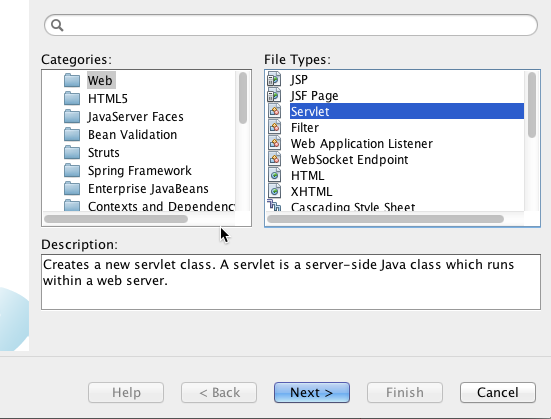 Categories:
Web
HTML5
JavaServer Faces
Bean Validation
Struts
Spring Framework
Enterprise JavaBeans
Contexts and Dependenc
File Types:
JSP
JSF Page
Servlet
Filter
Web Application Listener
WebSocket Endpoint
HTML
XHTML
Cascading Style Sheet
Description:
Creates a new servlet class. A servlet is a server-side Java class which runs
within a web server.
Help
< Back
Next >
Finish
Cancel